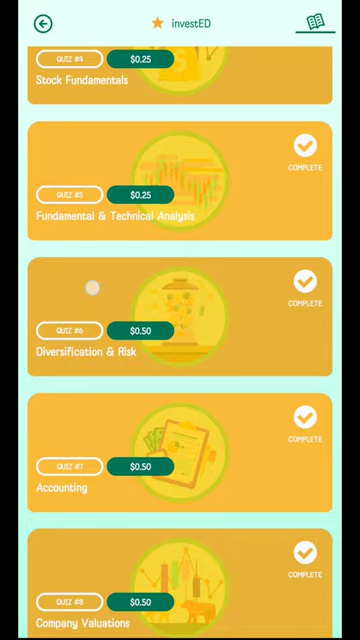 investED
QUIZ #4
$0.25
Stock Fundamentals
COMPLETE
QUIZ #5
$0.25
Fundamental & Technical Analysis
COMPLETE
QUIZ #6
$0.50
Diversification & Risk
COMPLETE
QUIZ #7
$0.50
Accounting
COMPLETE
QUIZ #8
$0.50
Company Valuations